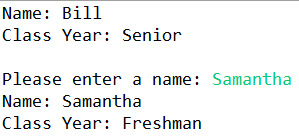 Name: Bill
Class Year: Senior
Please enter a name: Samantha
Name: Samantha
Class Year: Freshman